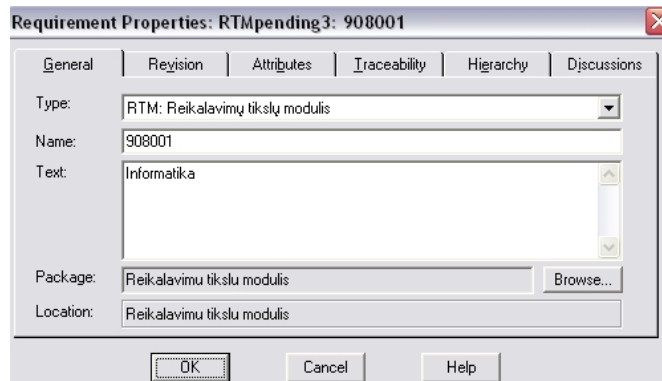 Requirement Properties: RTMpending3: 908001
General Revision Attributes Traceability Hierarchy Discussions
Type: RTM: Reikalavimų tikslų modulis
Name: 908001
Text: Informatika
Package: Reikalavimu tikslu modulis Browse...
Location: Reikalavimu tikslu modulis
OK Cancel Help